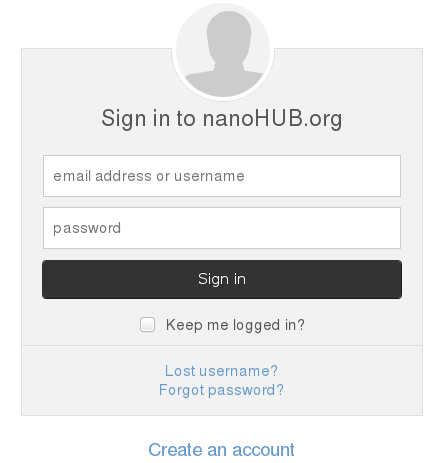 Sign in to nanoHUB.org
email address or username
password
Sign in
Keep me logged in?
Lost username?
Forgot password?
Create an account